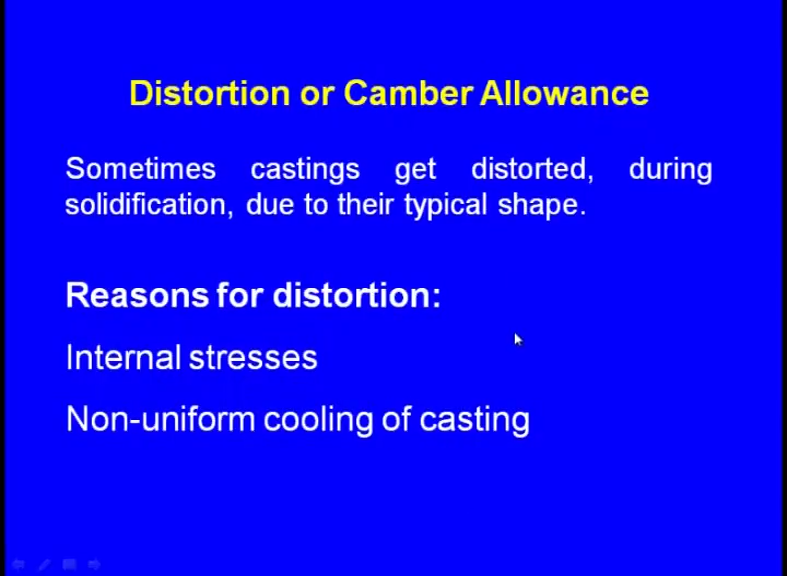 Distortion or Camber Allowance
Sometimes castings get distorted, during
solidification, due to their typical shape.
Reasons for distortion:
Internal stresses
Non-uniform cooling of casting